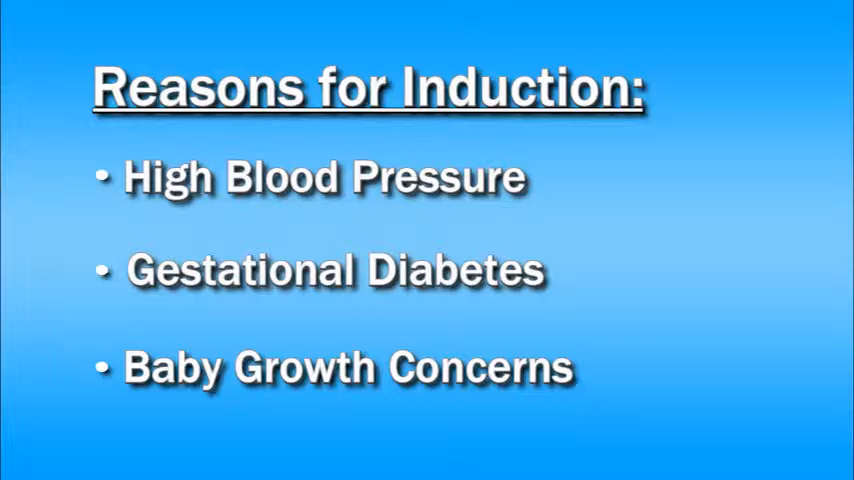 Reasons for Induction:
• High Blood Pressure
• Gestational Diabetes
• Baby Growth Concerns